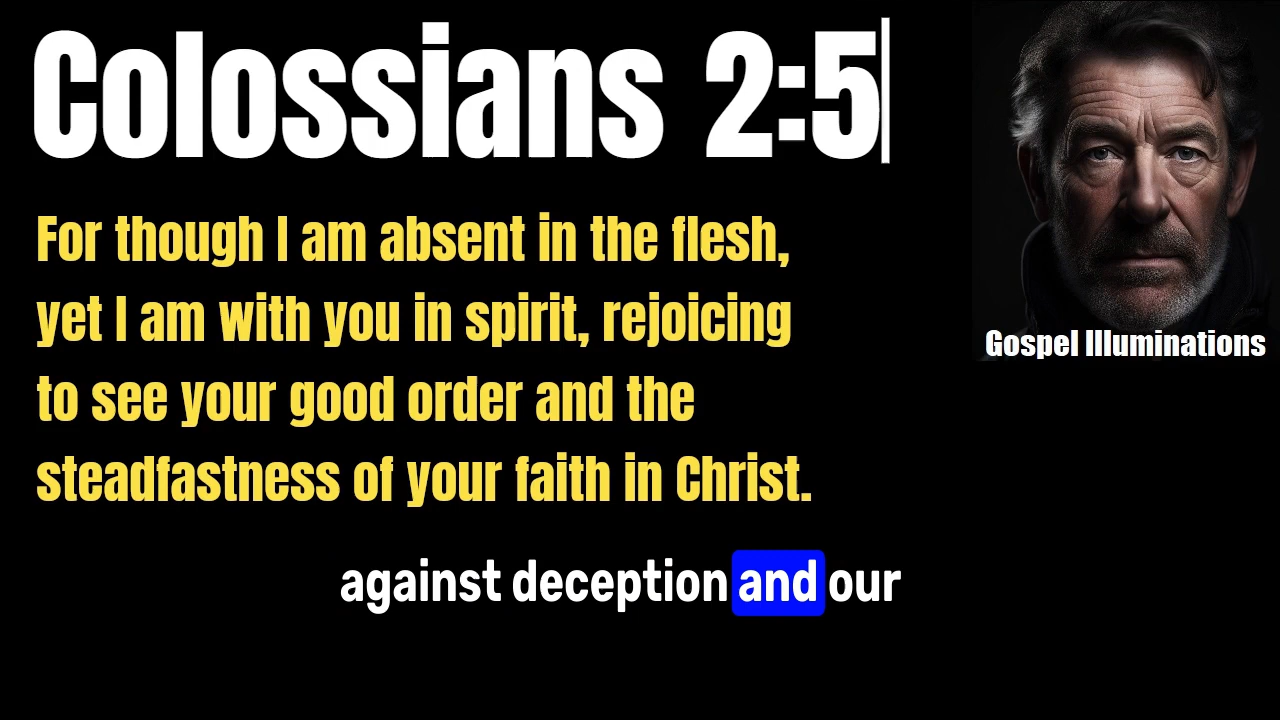 Colossians 2:5
For though I am absent in the flesh,
yet I am with you in spirit, rejoicing
to see your good order and the
steadfastness of your faith in Christ.
Gospel Illuminations
against deception and our